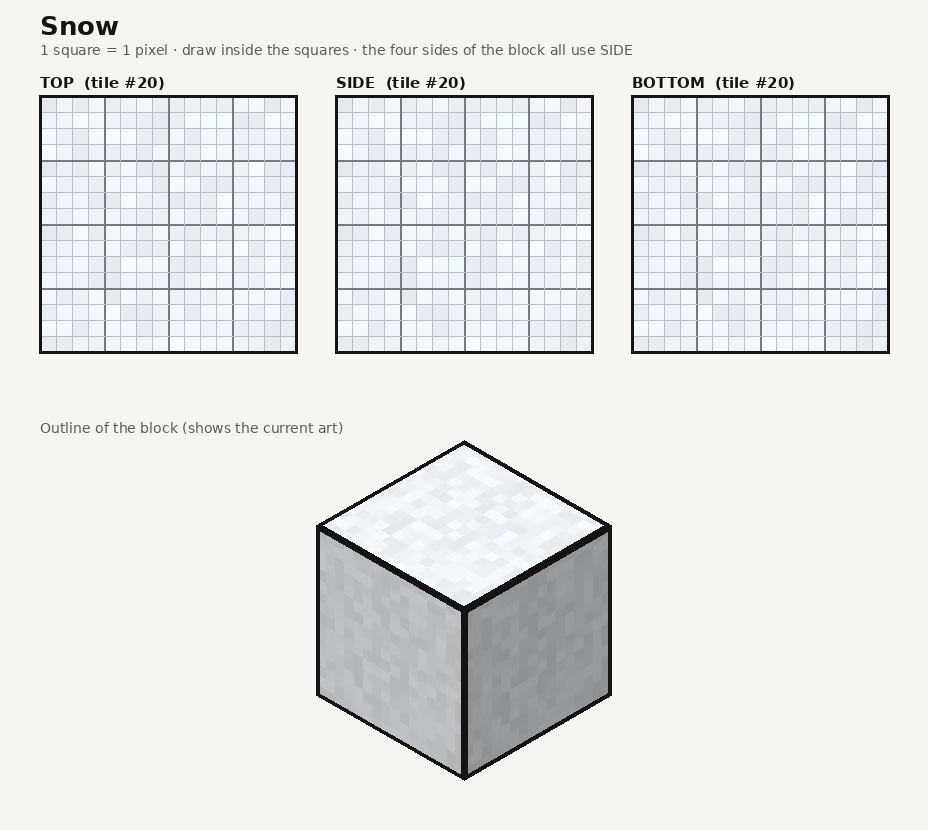 Snow
1 square = 1 pixel · draw inside the squares · the four sides of the block all use SIDE
TOP  (tile #20)
SIDE  (tile #20)
BOTTOM  (tile #20)
Outline of the block (shows the current art)